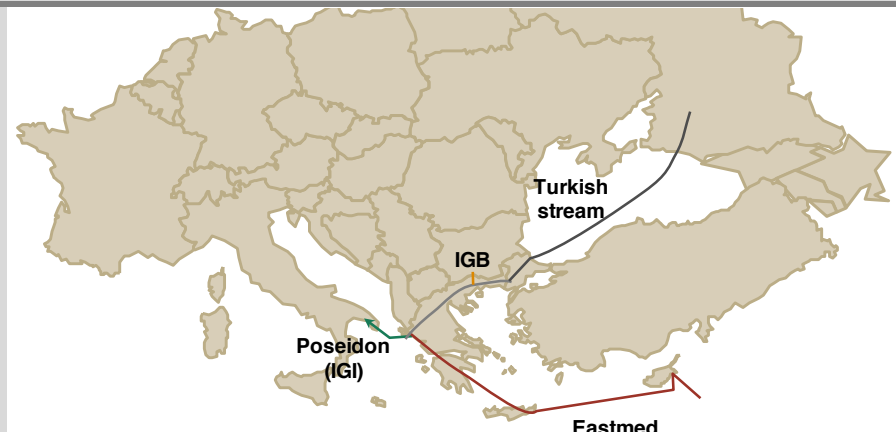 Turkish
stream
IGB
Poseidon
(IGI)
Eastmed